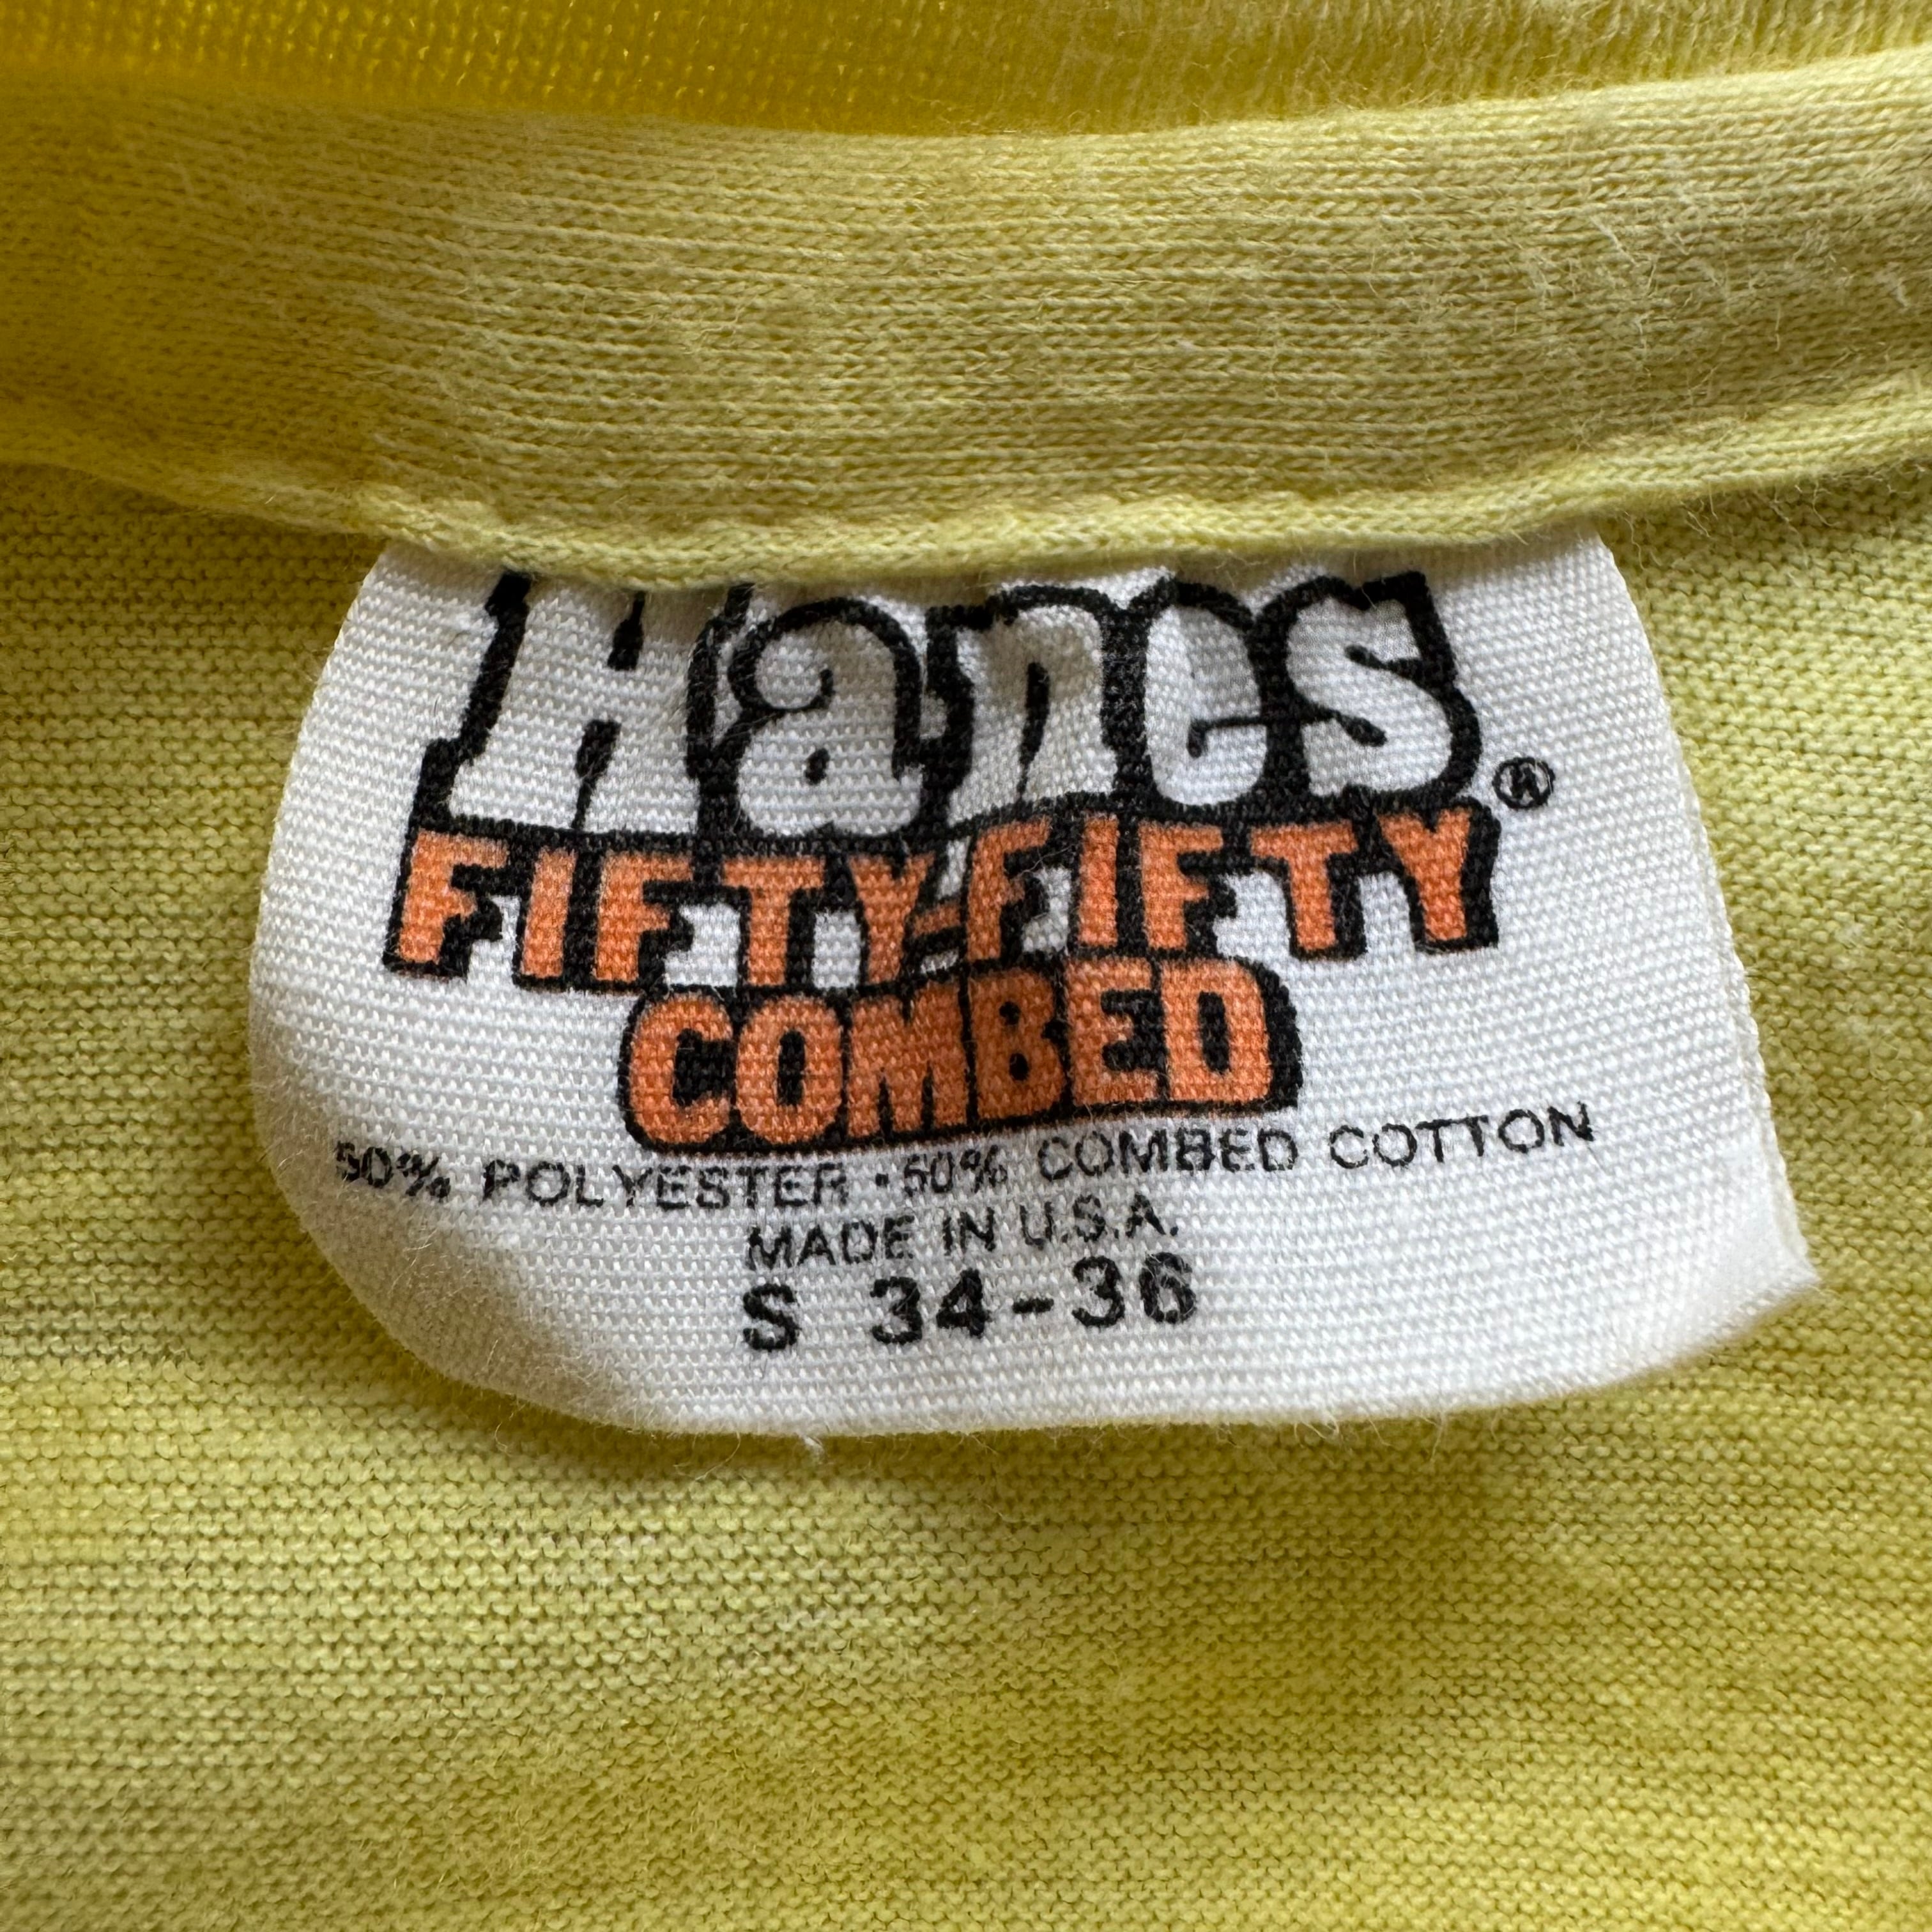 Hanes®
FIFTY-FIFTY
COMBED
50% POLYESTER • 50% COMBED COTTON
MADE IN U.S.A.
S 34-36